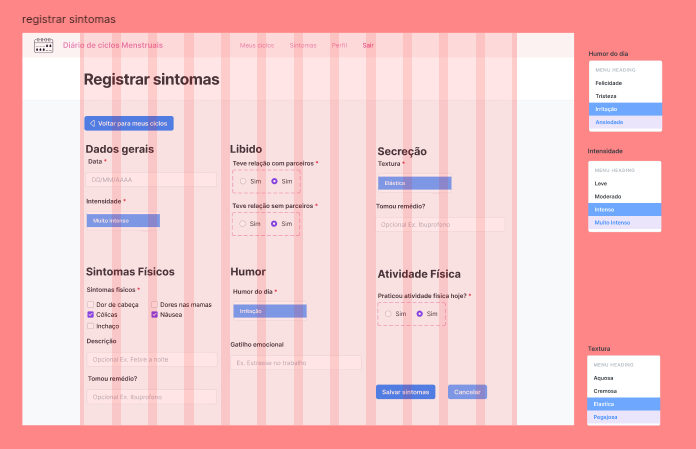 registrar sintomas
Diário de ciclos Menstruais
Meus ciclos
Sintomas
Perfil
Sair
Registrar sintomas
Voltar para meus ciclos
Dados gerais
Data *
DD/MM/AAAA
Intensidade *
Muito intenso
Libido
Teve relação com parceiros *
Sim
Sim
Teve relação sem parceiros *
Sim
Sim
Secreção
Textura *
Elástica
Tomou remédio?
Opcional Ex. Ibuprofeno
Sintomas Físicos
Sintomas físicos *
Dor de cabeça
Dores nas mamas
Cólicas
Náusea
Inchaço
Descrição
Opcional Ex. Febre a noite
Tomou remédio?
Opcional Ex. Ibuprofeno
Humor
Humor do dia *
Irritação
Gatilho emocional
Ex. Estresse no trabalho
Atividade Física
Praticou atividade física hoje? *
Sim
Sim
Salvar sintomas
Cancelar
Humor do dia
MENU HEADING
Felicidade
Tristeza
Irritação
Ansiedade
Intensidade
MENU HEADING
Leve
Moderado
Intenso
Muito Intenso
Textura
MENU HEADING
Aquosa
Cremosa
Elastica
Pegajosa